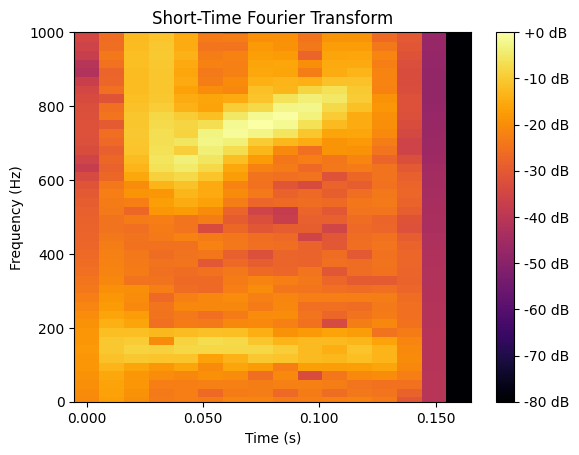 Short-Time Fourier Transform
1000
800
600
400
200
0
Frequency (Hz)
0.000
0.050
0.100
0.150
Time (s)
+0 dB
-10 dB
-20 dB
-30 dB
-40 dB
-50 dB
-60 dB
-70 dB
-80 dB